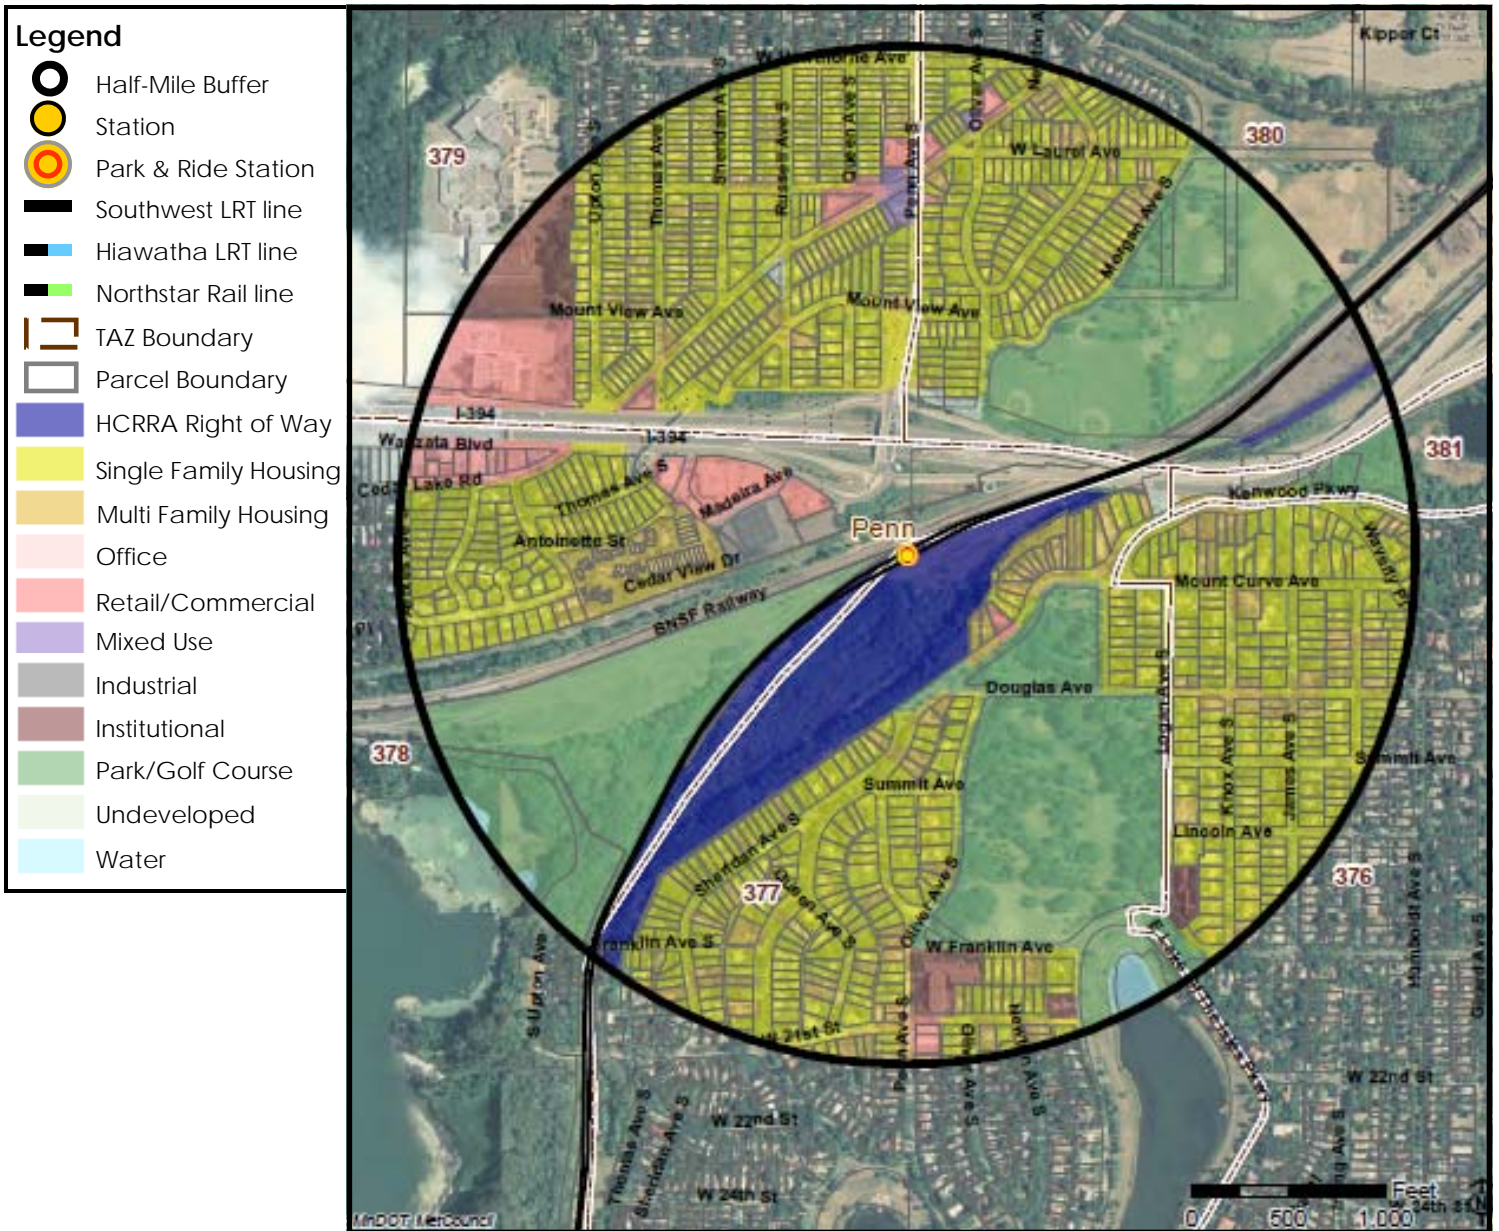 Legend
Half-Mile Buffer
Station
Park & Ride Station
Southwest LRT line
Hiawatha LRT line
Northstar Rail line
TAZ Boundary
Parcel Boundary
HCRRA Right of Way
Single Family Housing
Multi Family Housing
Office
Retail/Commercial
Mixed Use
Industrial
Institutional
Park/Golf Course
Undeveloped
Water
Kipper Ct
379
380
W Laurel Ave
Upton
Thomas Ave
Sheridan Ave S
Russell Ave S
Queen Ave S
Penn Ave S
Morgan Ave S
Mount View Ave
Mount View Ave
I-394
I-394
Wayzata Blvd
Cedar Lake Rd
Thomas Ave S
Madeira Ave
381
Kenwood Pkwy
Antoinette St
Cedar View Dr
Penn
Waverly Pl
Mount Curve Ave
BNSF Railway
Pl
Douglas Ave
Logan Ave S
378
Knox Ave S
James Ave S
Summit Ave
Summit Ave
Lincoln Ave
Sheridan Ave S
377
Queen Ave S
Oliver Ave S
376
Humboldt Ave S
Franklin Ave S
W Franklin Ave
S Upton Ave
W 21st St
Penn Ave S
W 22nd St
Thomas Ave S
Sheridan Ave S
W 22nd St
W 24th St
Feet
0 500 1,000
MnDOT, MetCouncil